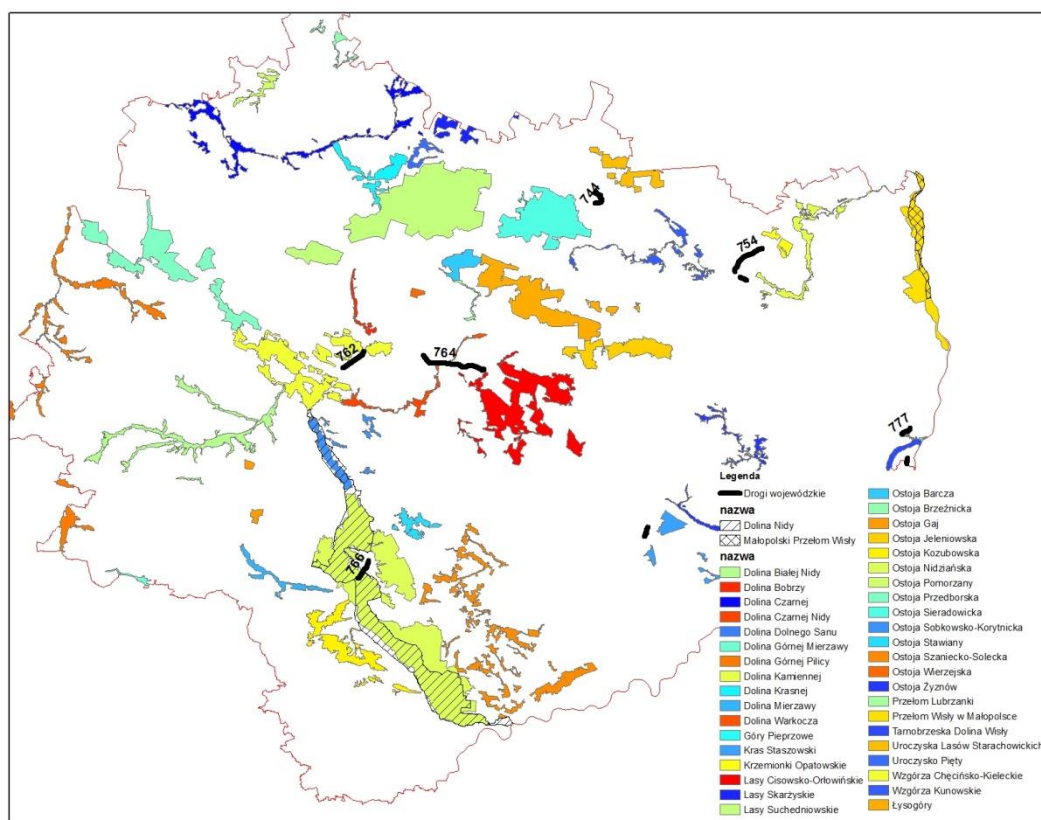 744
754
762
764
777
766
Legenda
Drogi wojewódzkie
nazwa
Dolina Nidy
Małopolski Przełom Wisły
nazwa
Dolina Białej Nidy
Dolina Bobrzy
Dolina Czarnej
Dolina Czarnej Nidy
Dolina Dolnego Sanu
Dolina Górnej Mierzawy
Dolina Górnej Pilicy
Dolina Kamiennej
Dolina Krasnej
Dolina Mierzawy
Dolina Warkocza
Góry Pieprzowe
Kras Staszowski
Krzemionki Opatowskie
Lasy Cisowsko-Orłowińskie
Lasy Skarżyskie
Lasy Suchedniowskie
Ostoja Barcza
Ostoja Brzeźnicka
Ostoja Gaj
Ostoja Jeleniowska
Ostoja Kozubowska
Ostoja Nidziańska
Ostoja Pomorzany
Ostoja Przedborska
Ostoja Sieradowicka
Ostoja Sobkowsko-Korytnicka
Ostoja Stawiany
Ostoja Szaniecko-Solecka
Ostoja Wierzejska
Ostoja Żyznów
Przełom Lubrzanki
Przełom Wisły w Małopolsce
Tarnobrzeska Dolina Wisły
Uroczyska Lasów Starachowickich
Uroczysko Pięty
Wzgórza Chęcińsko-Kieleckie
Wzgórza Kunowskie
Łysogóry